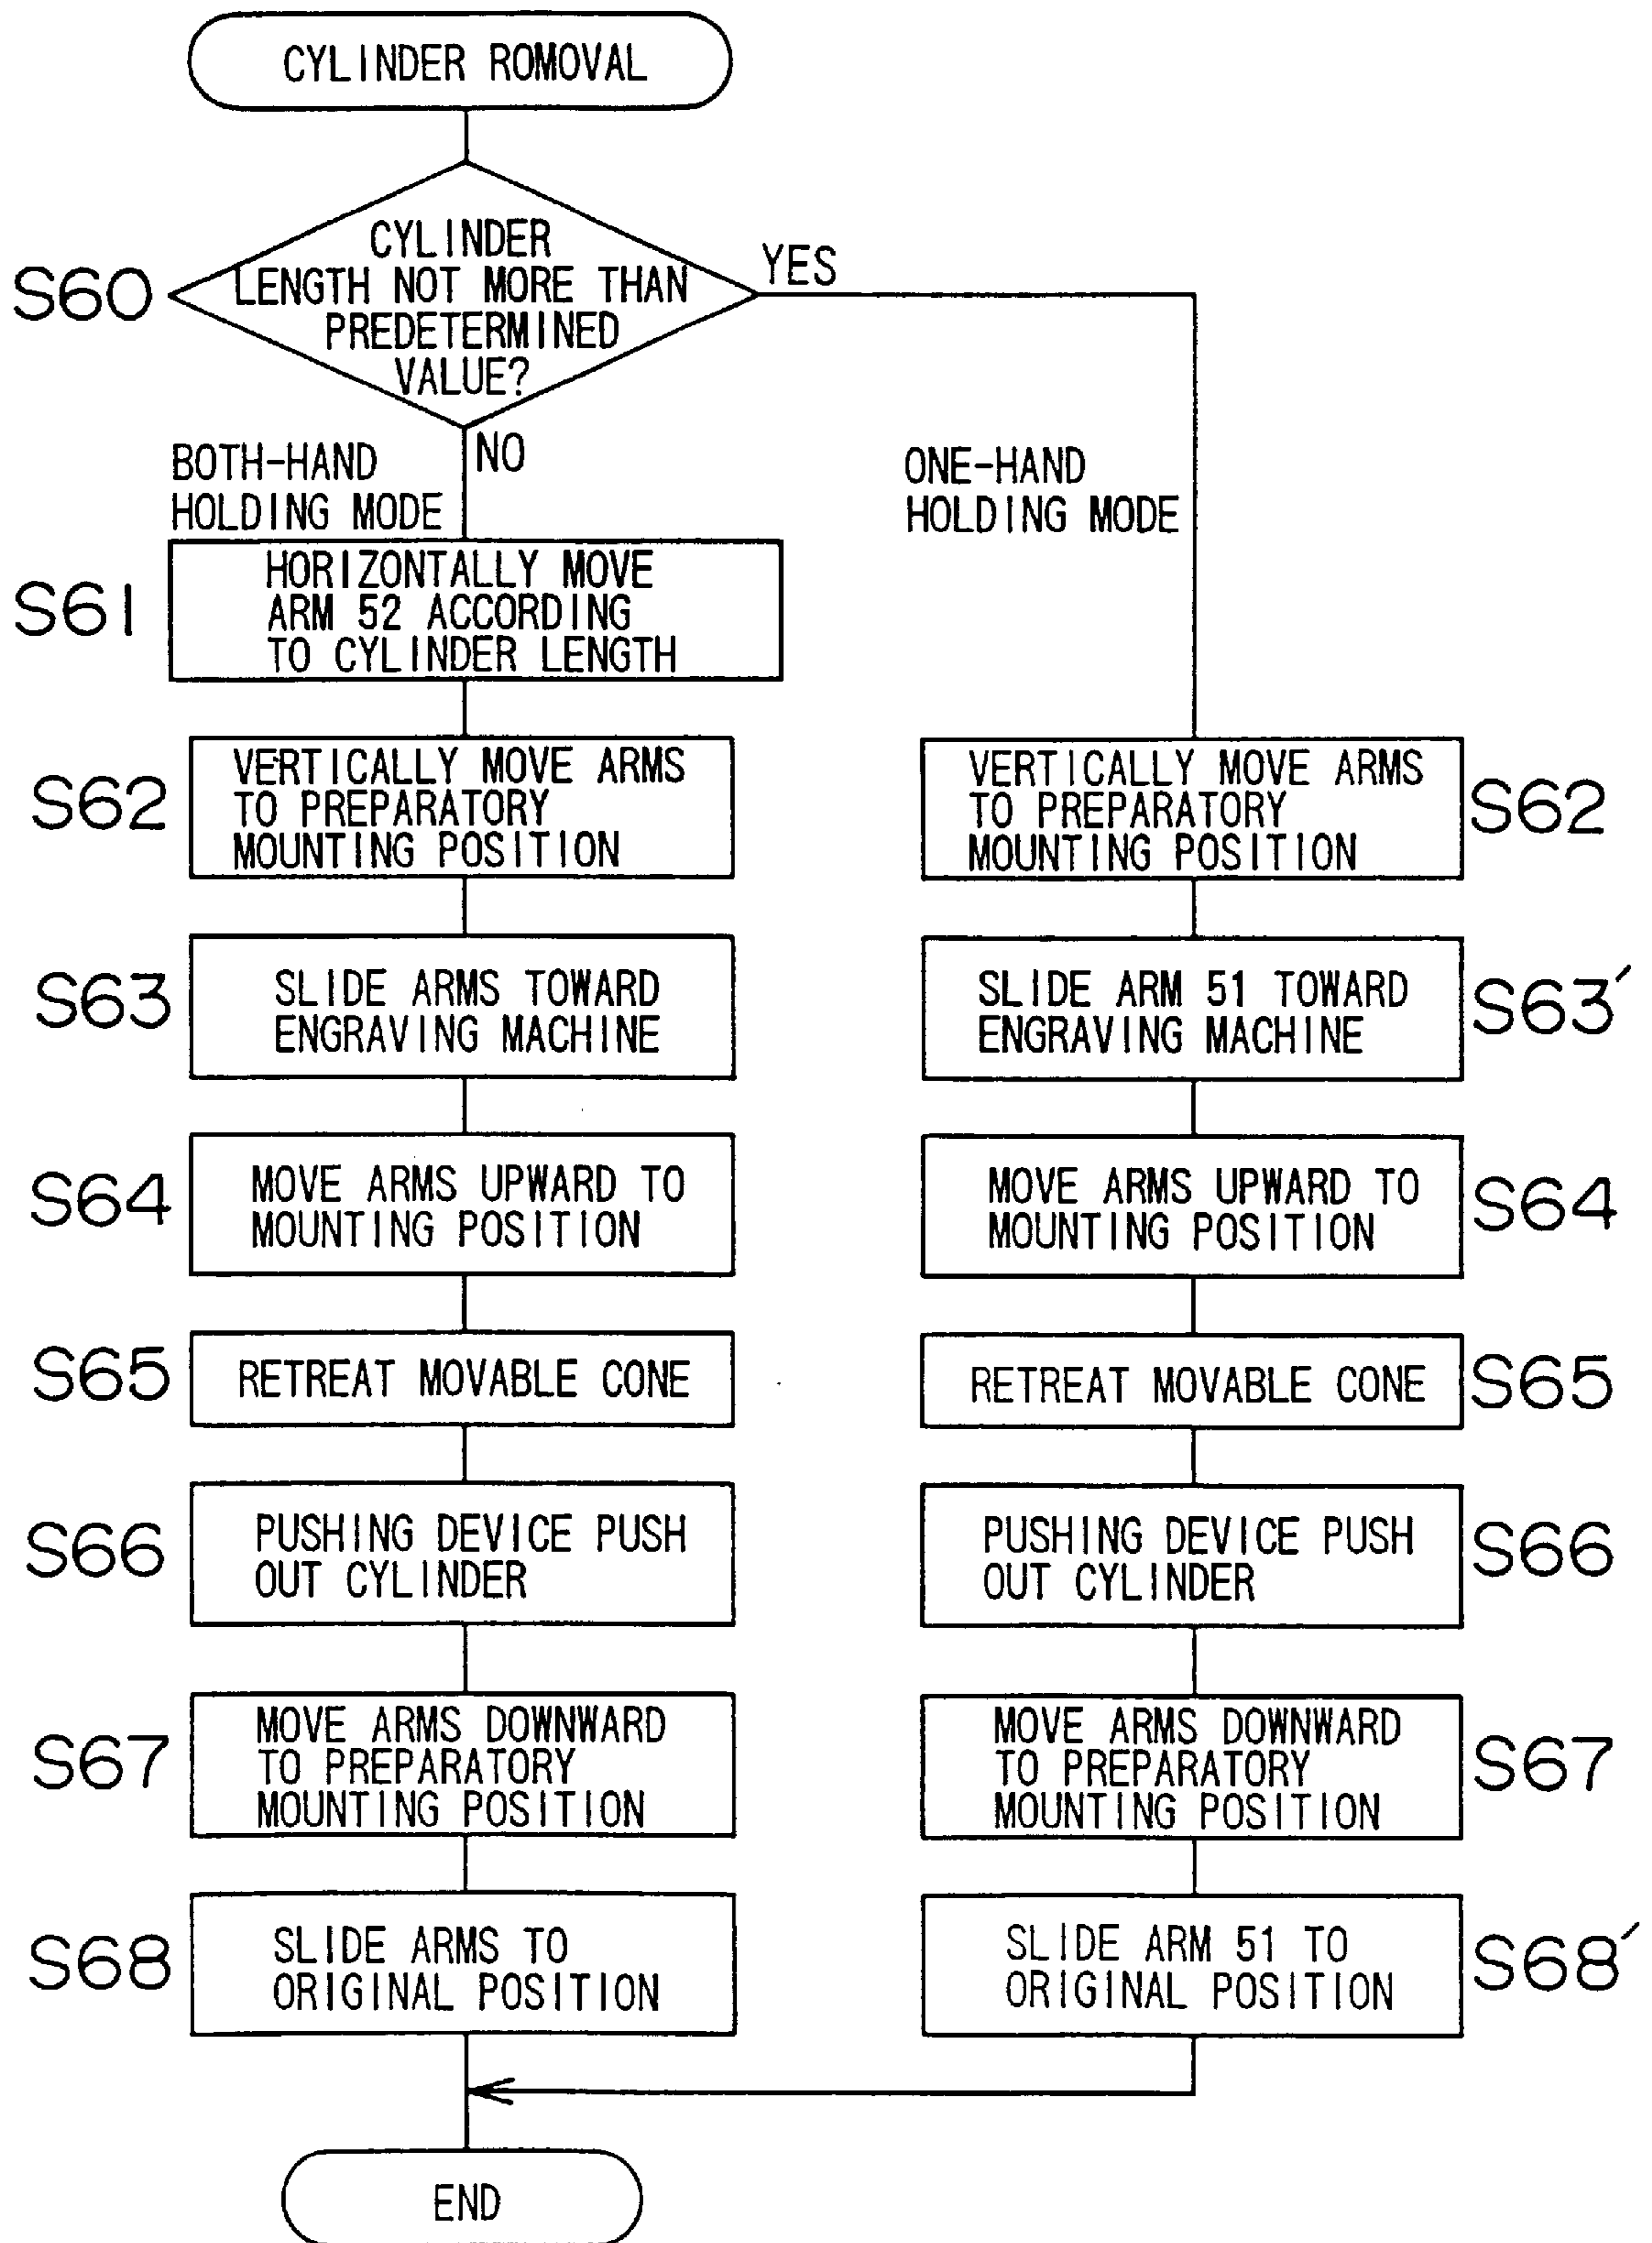 CYLINDER ROMOVAL
S60
CYLINDER
LENGTH NOT MORE THAN
PREDETERMINED
VALUE?
YES
NO
BOTH-HAND
HOLDING MODE
S61
HORIZONTALLY MOVE
ARM 52 ACCORDING
TO CYLINDER LENGTH
S62
VERTICALLY MOVE ARMS
TO PREPARATORY
MOUNTING POSITION
S63
SLIDE ARMS TOWARD
ENGRAVING MACHINE
S64
MOVE ARMS UPWARD TO
MOUNTING POSITION
S65
RETREAT MOVABLE CONE
S66
PUSHING DEVICE PUSH
OUT CYLINDER
S67
MOVE ARMS DOWNWARD
TO PREPARATORY
MOUNTING POSITION
S68
SLIDE ARMS TO
ORIGINAL POSITION
ONE-HAND
HOLDING MODE
VERTICALLY MOVE ARMS
TO PREPARATORY
MOUNTING POSITION
S62
SLIDE ARM 51 TOWARD
ENGRAVING MACHINE
S63'
MOVE ARMS UPWARD TO
MOUNTING POSITION
S64
RETREAT MOVABLE CONE
S65
PUSHING DEVICE PUSH
OUT CYLINDER
S66
MOVE ARMS DOWNWARD
TO PREPARATORY
MOUNTING POSITION
S67
SLIDE ARM 51 TO
ORIGINAL POSITION
S68'
END